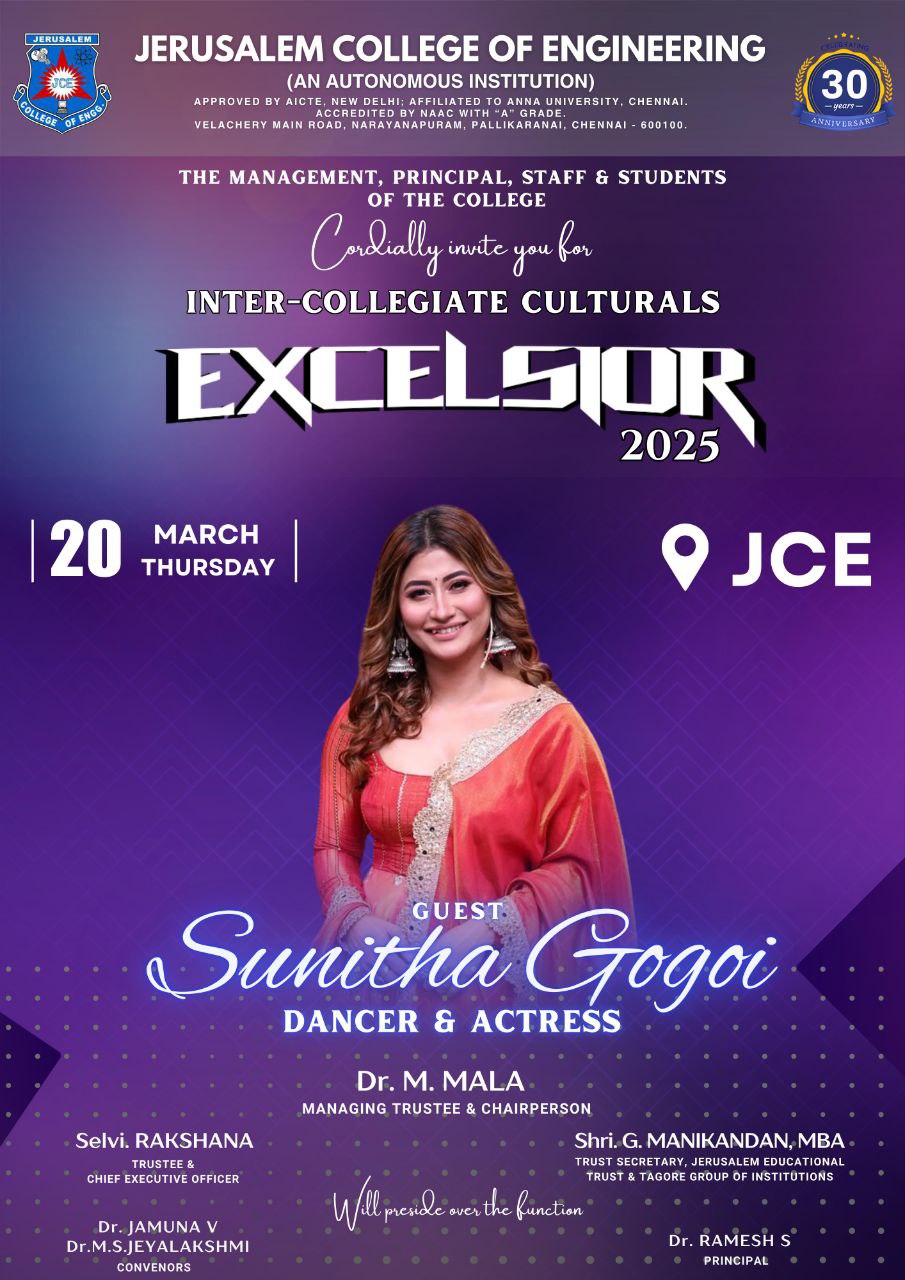 JERUSALEM
JCE
COLLEGE OF ENGG.
JERUSALEM COLLEGE OF ENGINEERING
(AN AUTONOMOUS INSTITUTION)
APPROVED BY AICTE, NEW DELHI; AFFILIATED TO ANNA UNIVERSITY, CHENNAI.
ACCREDITED BY NAAC WITH “A” GRADE.
VELACHERY MAIN ROAD, NARAYANAPURAM, PALLIKARANAI, CHENNAI - 600100.
CELEBRATING
30
years
ANNIVERSARY
THE MANAGEMENT, PRINCIPAL, STAFF & STUDENTS
OF THE COLLEGE
Cordially invite you for
INTER-COLLEGIATE CULTURALS
EXCELSIOR
2025
20 MARCH
THURSDAY
JCE
GUEST
Sunitha Gogoi
DANCER & ACTRESS
Dr. M. MALA
MANAGING TRUSTEE & CHAIRPERSON
Selvi. RAKSHANA
TRUSTEE &
CHIEF EXECUTIVE OFFICER
Shri. G. MANIKANDAN, MBA
TRUST SECRETARY, JERUSALEM EDUCATIONAL
TRUST & TAGORE GROUP OF INSTITUTIONS
Will preside over the function
Dr. JAMUNA V
Dr.M.S.JEYALAKSHMI
CONVENORS
Dr. RAMESH S
PRINCIPAL